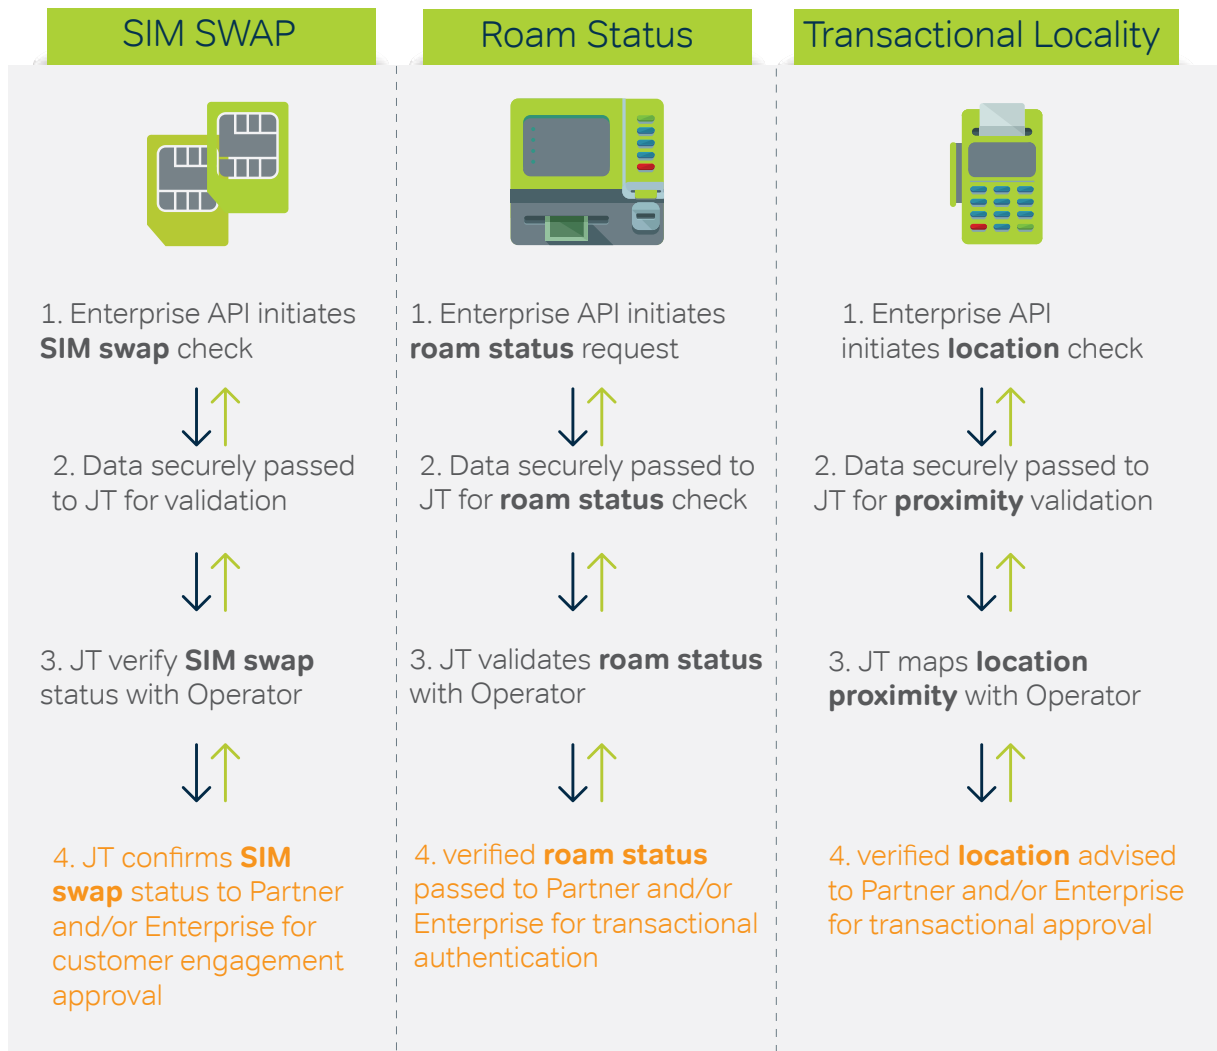 SIM SWAP
1. Enterprise API initiates
SIM swap check
2. Data securely passed
to JT for validation
3. JT verify SIM swap
status with Operator
4. JT confirms SIM
swap status to Partner
and/or Enterprise for
customer engagement
approval
Roam Status
1. Enterprise API initiates
roam status request
2. Data securely passed to
JT for roam status check
3. JT validates roam status
with Operator
4. verified roam status
passed to Partner and/or
Enterprise for transactional
authentication
Transactional Locality
1. Enterprise API
initiates location check
2. Data securely passed to
JT for proximity validation
3. JT maps location
proximity with Operator
4. verified location advised
to Partner and/or Enterprise
for transactional approval